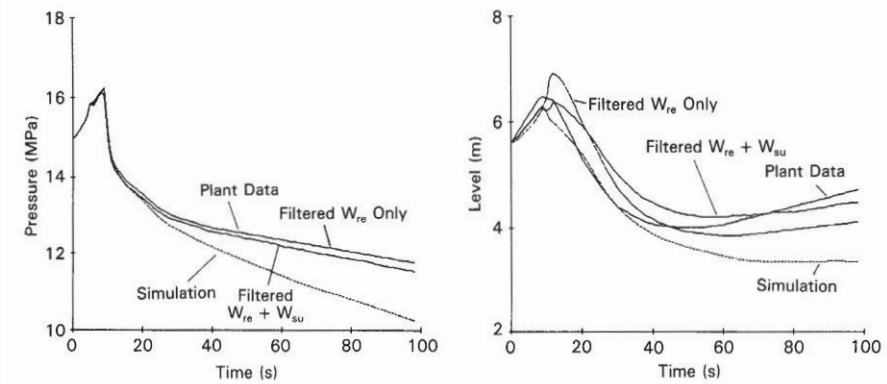 18
16
14
12
10
Pressure (MPa)
Plant Data
Filtered Wre Only
Simulation
Filtered
Wre + Wsu
0
20
40
60
80
100
Time (s)
8
6
4
2
Level (m)
Filtered Wre Only
Filtered Wre + Wsu
Plant Data
Simulation
0
20
40
60
80
100
Time (s)